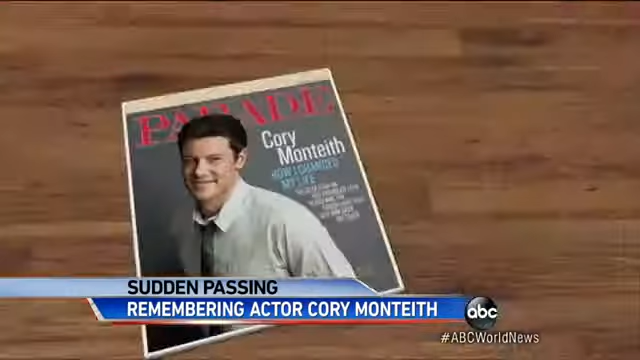 PARADE
Cory
Monteith
HOW I CHANGED
MY LIFE
SUDDEN PASSING
REMEMBERING ACTOR CORY MONTEITH
abc
#ABCWorldNews